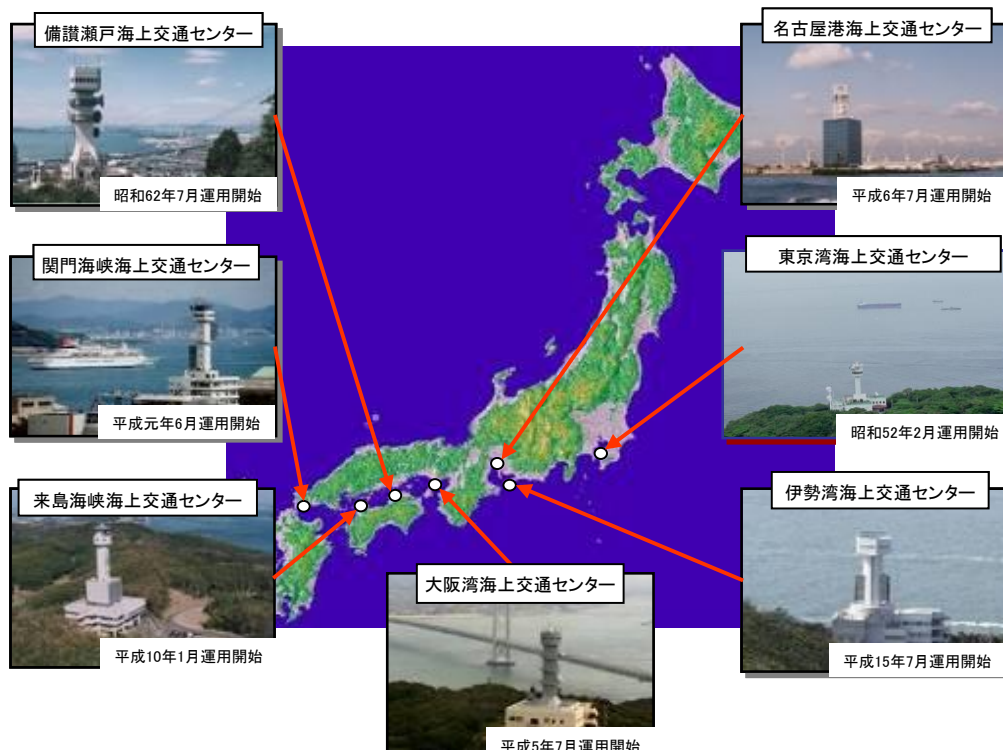 備讃瀬戸海上交通センター
昭和62年7月運用開始
名古屋港海上交通センター
平成6年7月運用開始
関門海峡海上交通センター
平成元年6月運用開始
東京湾海上交通センター
昭和52年2月運用開始
来島海峡海上交通センター
平成10年1月運用開始
大阪湾海上交通センター
平成5年7月運用開始
伊勢湾海上交通センター
平成15年7月運用開始